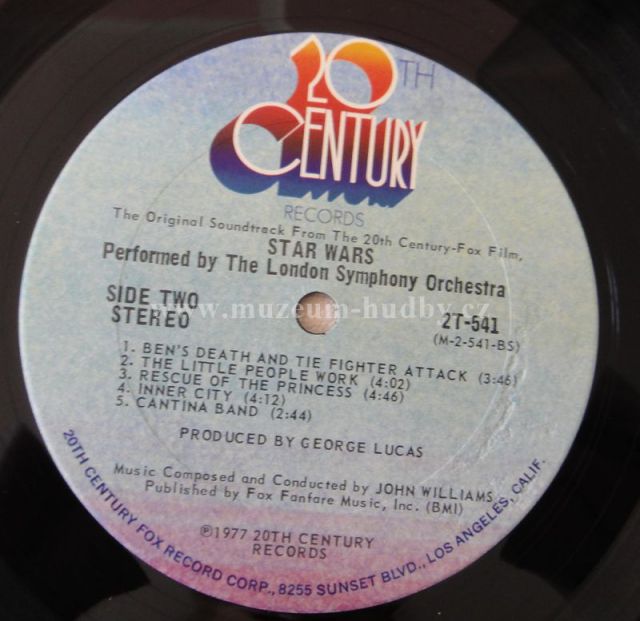 20TH
CENTURY
RECORDS
The Original Soundtrack From The 20th Century-Fox Film,
STAR WARS
Performed by The London Symphony Orchestra
SIDE TWO
STEREO
2T-541
(M-2-541-BS)
www.muzeum-hudby.cz
1. BEN'S DEATH AND TIE FIGHTER ATTACK (3:46)
2. THE LITTLE PEOPLE WORK (4:02)
3. RESCUE OF THE PRINCESS (4:46)
4. INNER CITY (4:12)
5. CANTINA BAND (2:44)
PRODUCED BY GEORGE LUCAS
Music Composed and Conducted by JOHN WILLIAMS
Published by Fox Fanfare Music, Inc. (BMI)
℗1977 20TH CENTURY
RECORDS
20TH CENTURY FOX RECORD CORP., 8255 SUNSET BLVD., LOS ANGELES, CALIF.